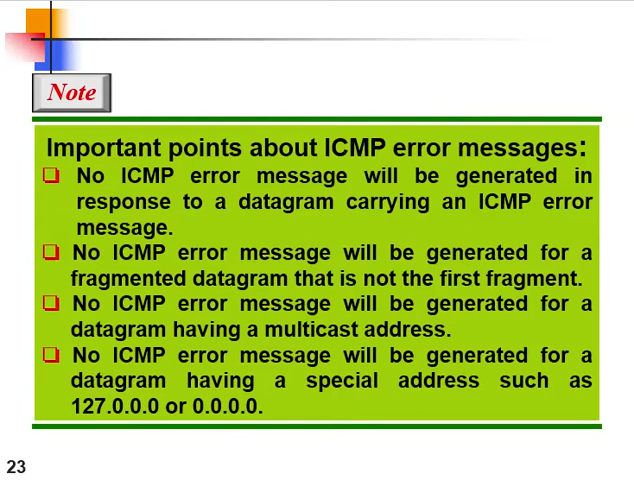 Note
Important points about ICMP error messages:
❏ No ICMP error message will be generated in
response to a datagram carrying an ICMP error
message.
❏ No ICMP error message will be generated for a
fragmented datagram that is not the first fragment.
❏ No ICMP error message will be generated for a
datagram having a multicast address.
❏ No ICMP error message will be generated for a
datagram having a special address such as
127.0.0.0 or 0.0.0.0.
23